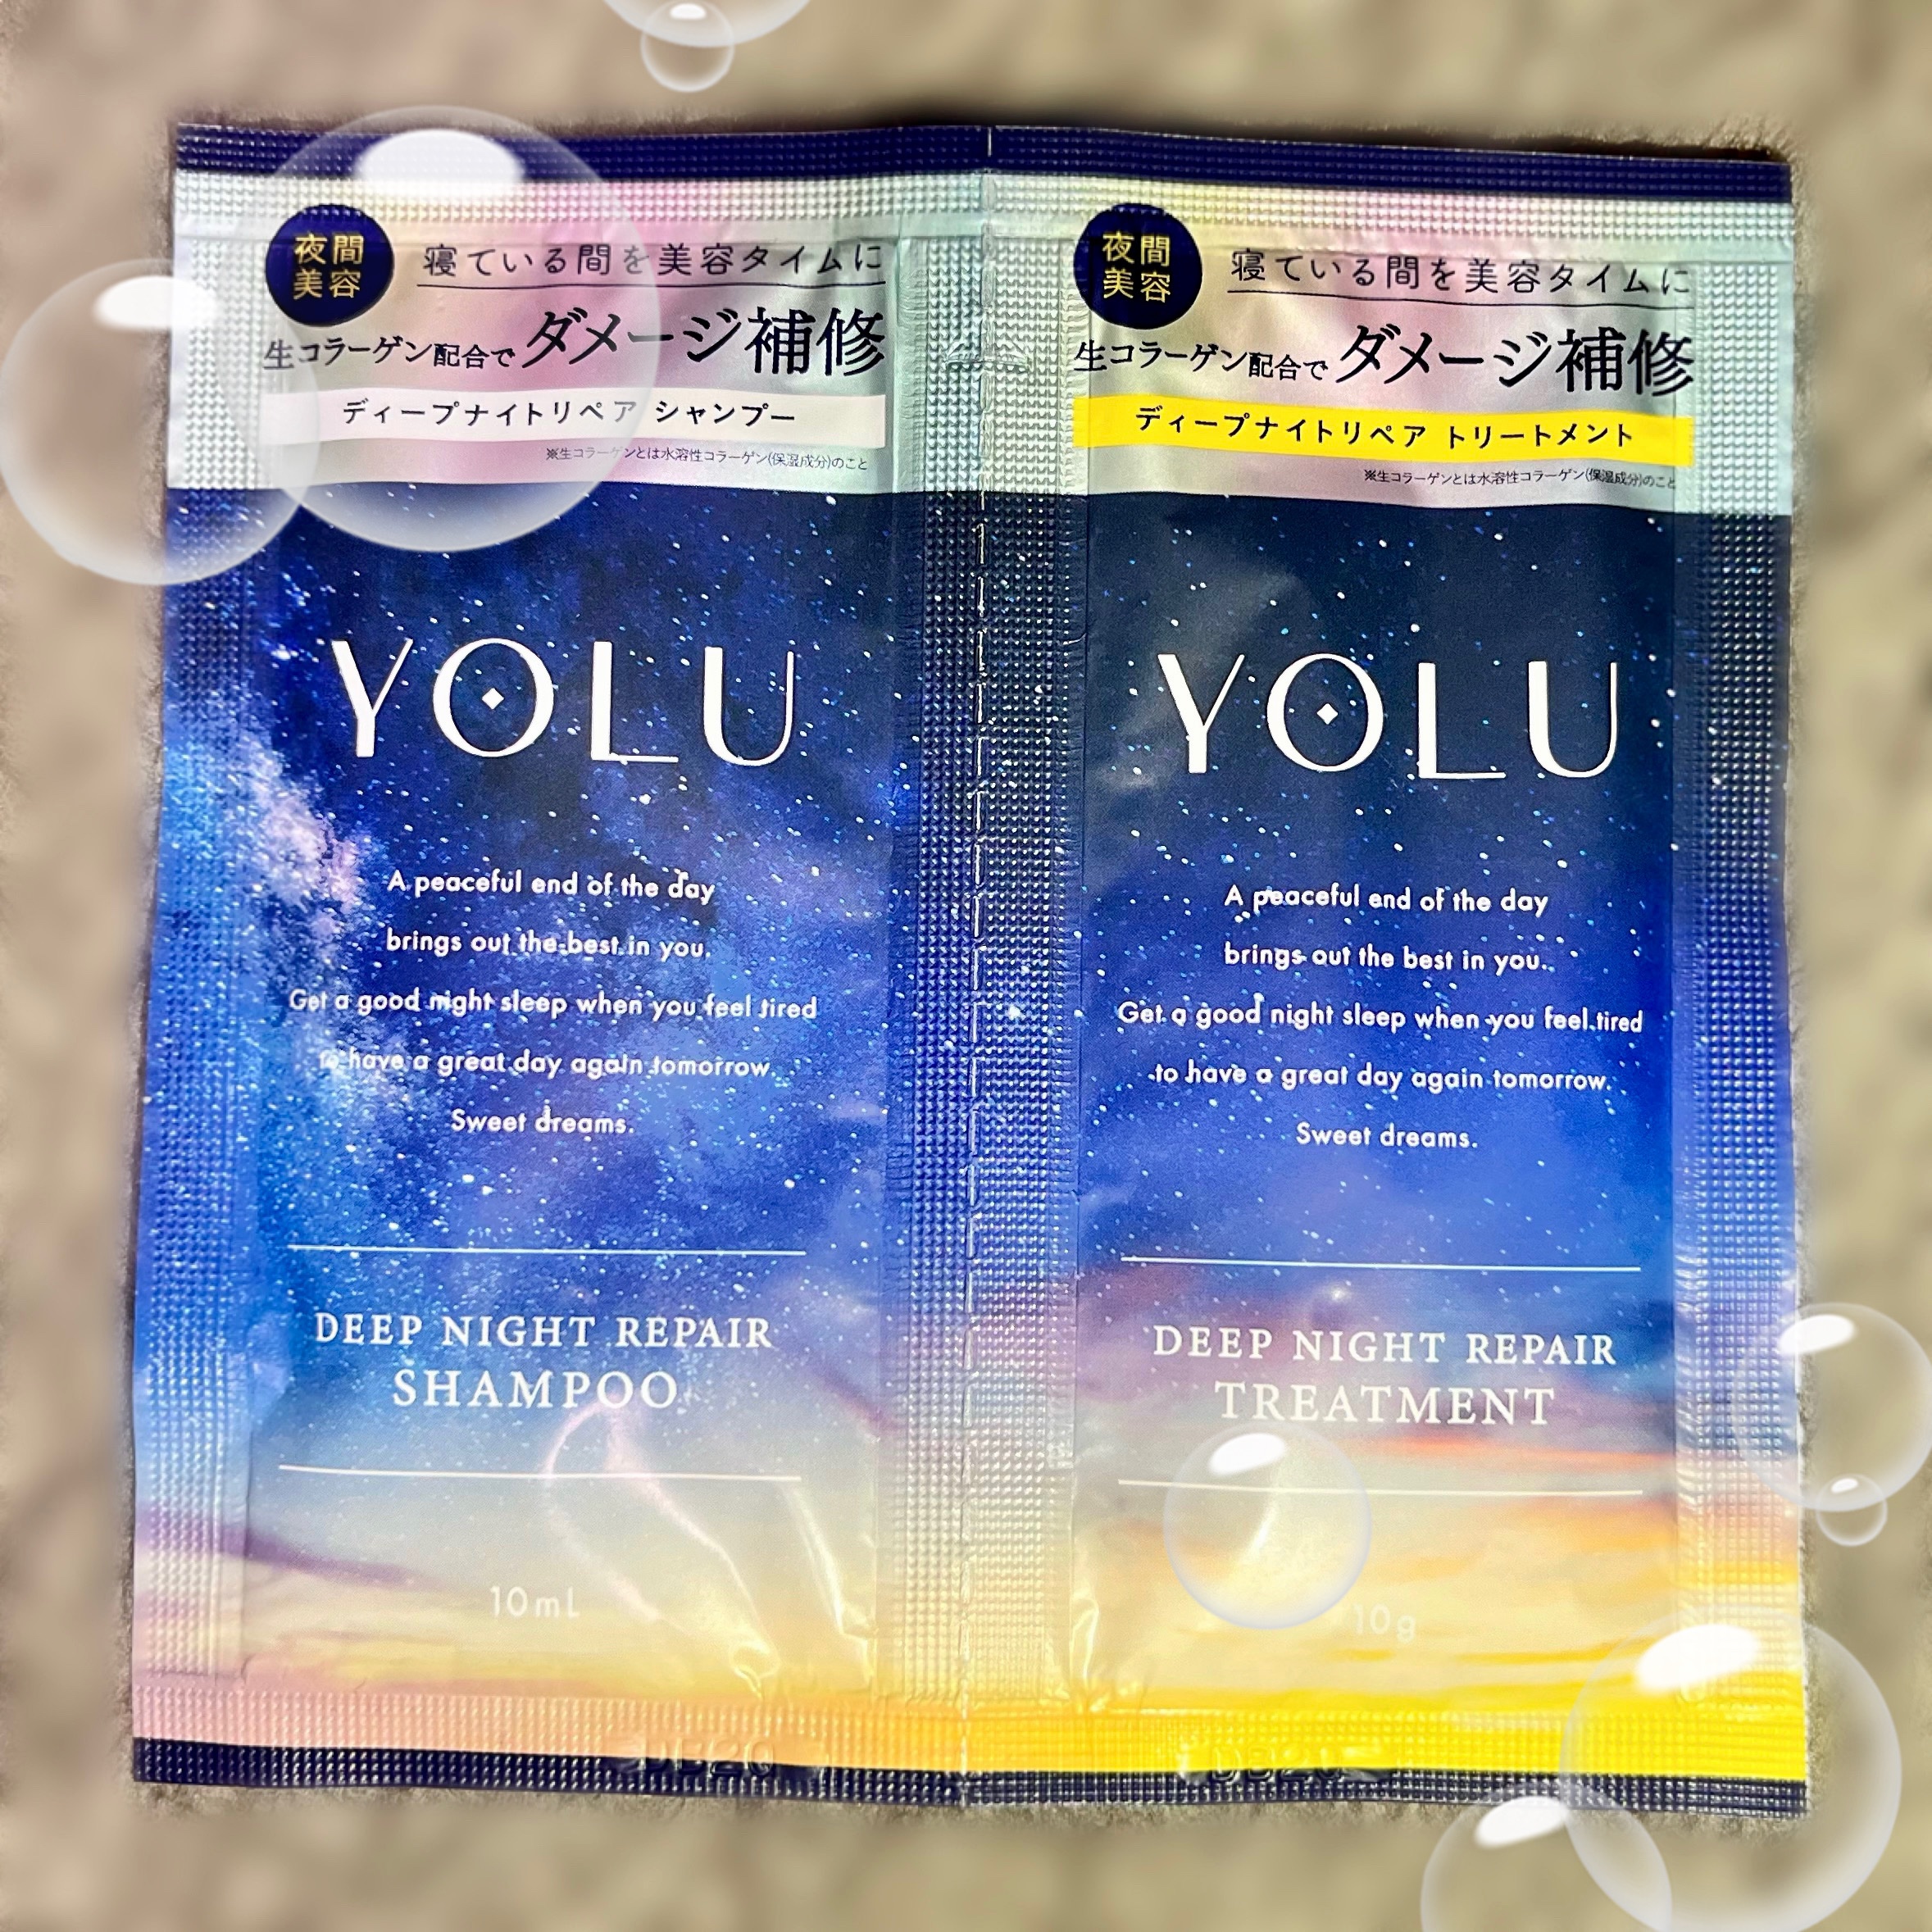 夜間
美容
寝ている間を美容タイムに
生コラーゲン配合でダメージ補修
ディープナイトリペア シャンプー
※生コラーゲンとは水溶性コラーゲン(保湿成分)のこと
YOLU
A peaceful end of the day
brings out the best in you.
Get a good night sleep when you feel tired
to have a great day again tomorrow.
Sweet dreams.
DEEP NIGHT REPAIR
SHAMPOO
10mL
夜間
美容
寝ている間を美容タイムに
生コラーゲン配合でダメージ補修
ディープナイトリペア トリートメント
※生コラーゲンとは水溶性コラーゲン(保湿成分)のこと
YOLU
A peaceful end of the day
brings out the best in you.
Get a good night sleep when you feel tired
to have a great day again tomorrow.
Sweet dreams.
DEEP NIGHT REPAIR
TREATMENT
10g